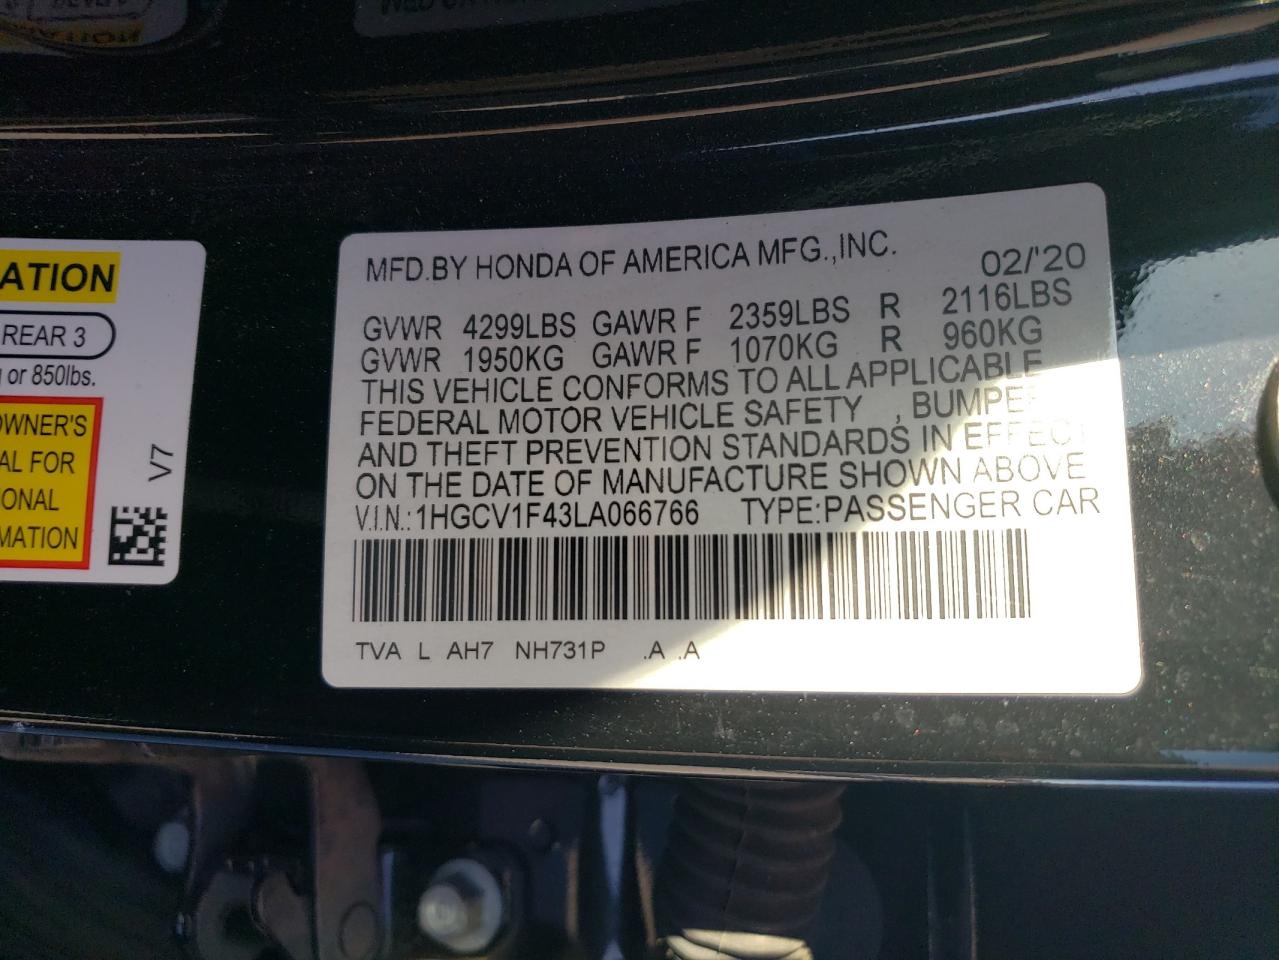 ATION
REAR 3
g or 850lbs.
OWNER'S
AL FOR
IONAL
MATION
V7
MFD.BY HONDA OF AMERICA MFG.,INC. 02/'20
GVWR 4299LBS GAWR F 2359LBS R 2116LBS
GVWR 1950KG GAWR F 1070KG R 960KG
THIS VEHICLE CONFORMS TO ALL APPLICABLE
FEDERAL MOTOR VEHICLE SAFETY , BUMPER
AND THEFT PREVENTION STANDARDS IN EFFECT
ON THE DATE OF MANUFACTURE SHOWN ABOVE
V.I.N.:1HGCV1F43LA066766 TYPE:PASSENGER CAR
TVA L AH7 NH731P .A .A